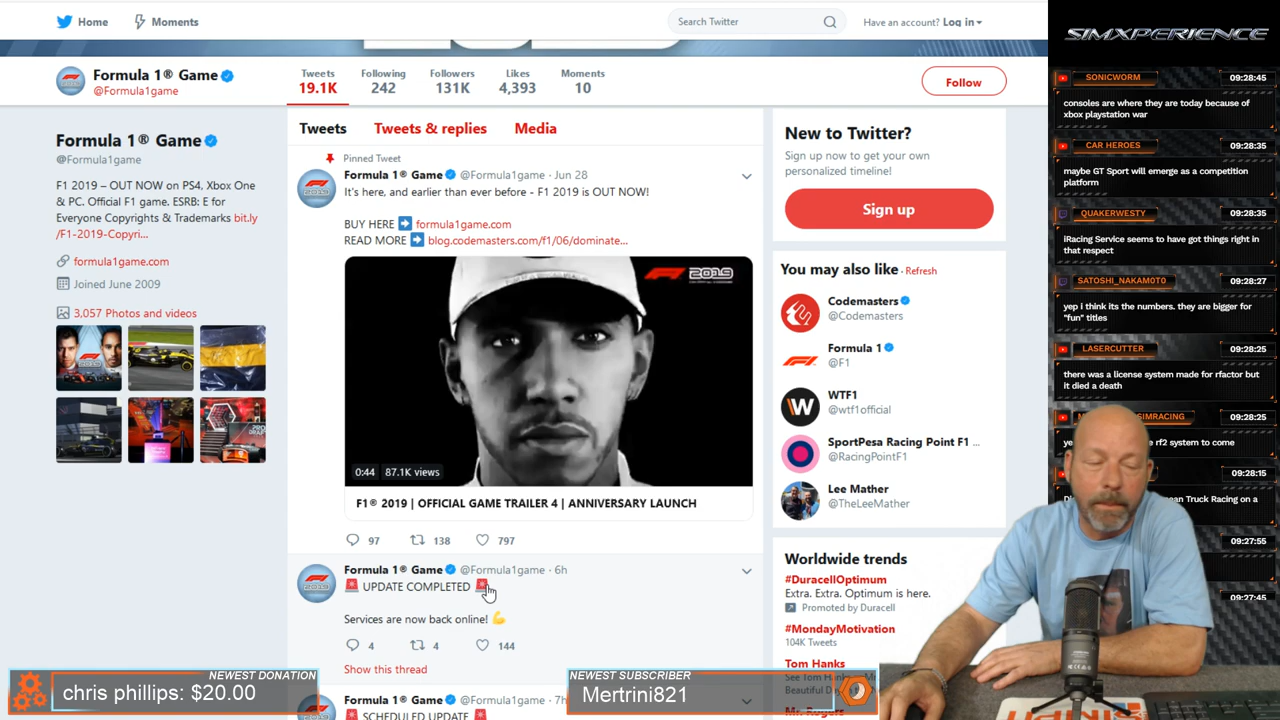 Home
Moments
Search Twitter
Have an account? Log in
Formula 1® Game
@Formula1game
Tweets
19.1K
Following
242
Followers
131K
Likes
4,393
Moments
10
Follow
Formula 1® Game
@Formula1game
F1 2019 – OUT NOW on PS4, Xbox One
& PC. Official F1 game. ESRB: E for
Everyone Copyrights & Trademarks bit.ly
/F1-2019-Copyri...
formula1game.com
Joined June 2009
3,057 Photos and videos
Tweets
Tweets & replies
Media
Pinned Tweet
Formula 1® Game @Formula1game · Jun 28
It's here, and earlier than ever before - F1 2019 is OUT NOW!
BUY HERE formula1game.com
READ MORE blog.codemasters.com/f1/06/dominate...
2019
0:44 87.1K views
F1® 2019 | OFFICIAL GAME TRAILER 4 | ANNIVERSARY LAUNCH
97 138 797
Formula 1® Game @Formula1game · 6h
UPDATE COMPLETED
Services are now back online!
4 4 144
Show this thread
Formula 1® Game @Formula1game · 7h
SCHEDULED UPDATE
New to Twitter?
Sign up now to get your own
personalized timeline!
Sign up
You may also like · Refresh
Codemasters
@Codemasters
Formula 1
@F1
WTF1
@wtf1official
SportPesa Racing Point F1 ...
@RacingPointF1
Lee Mather
@TheLeeMather
Worldwide trends
#DuracellOptimum
Extra. Extra. Optimum is here.
Promoted by Duracell
#MondayMotivation
104K Tweets
Tom Hanks
See Tom Hanks
Beautiful
SIMXPERIENCE
SONICWORM 09:28:45
consoles are where they are today because of
xbox playstation war
CAR HEROES 09:28:35
maybe GT Sport will emerge as a competition
platform
QUAKERWESTY 09:28:35
iRacing Service seems to have got things right in
that respect
SATOSHI_NAKAM0T0 09:28:27
yep i think its the numbers. they are bigger for
"fun" titles
LASERCUTTER 09:28:25
there was a license system made for rfactor but
it died a death
SIMRACING 09:28:25
rf2 system to come
09:28:15
Truck Racing on a
09:27:55
09:27:45
NEWEST DONATION
chris phillips: $20.00
NEWEST SUBSCRIBER
Mertrini821